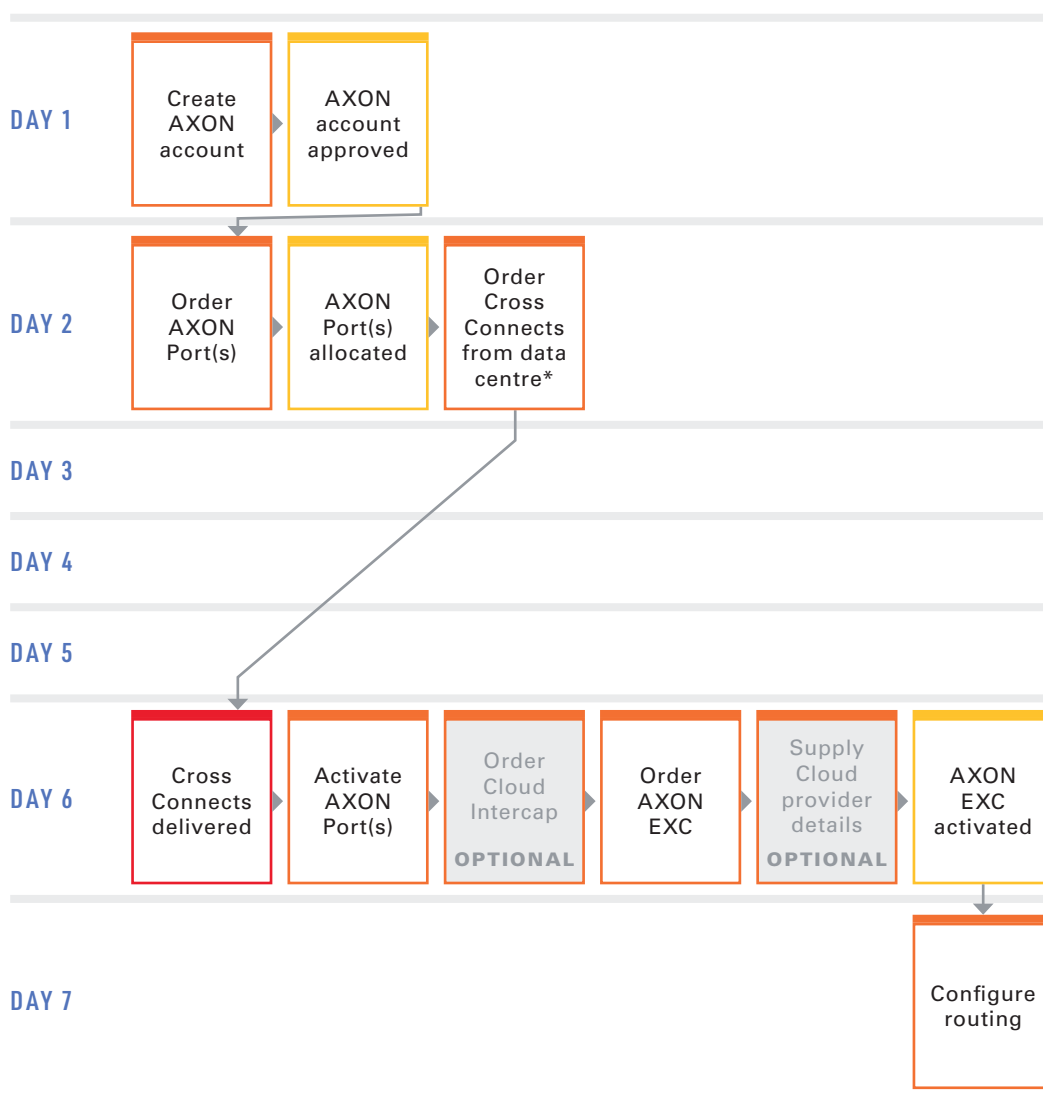 DAY 1
Create
AXON
account
AXON
account
approved
DAY 2
Order
AXON
Port(s)
AXON
Port(s)
allocated
Order
Cross
Connects
from data
centre*
DAY 3
DAY 4
DAY 5
DAY 6
Cross
Connects
delivered
Activate
AXON
Port(s)
Order
Cloud
Intercap
OPTIONAL
Order
AXON
EXC
Supply
Cloud
provider
details
OPTIONAL
AXON
EXC
activated
DAY 7
Configure
routing